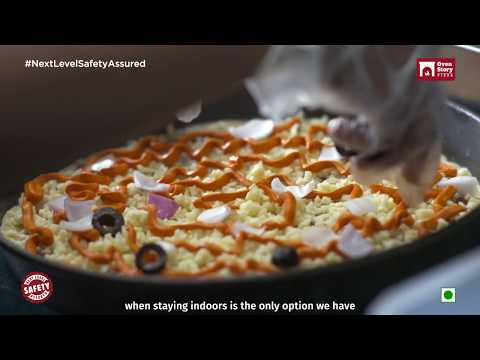 #NextLevelSafetyAssured
Oven
Story
PIZZA
SAFETY
when staying indoors is the only option we have